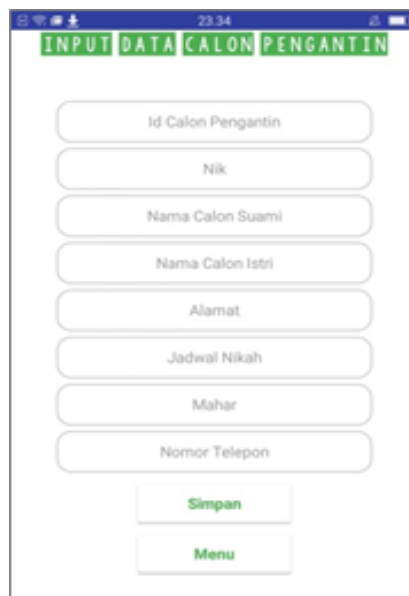 23.34
INPUT DATA CALON PENGANTIN
Id Calon Pengantin
Nik
Nama Calon Suami
Nama Calon Istri
Alamat
Jadwal Nikah
Mahar
Nomor Telepon
Simpan
Menu